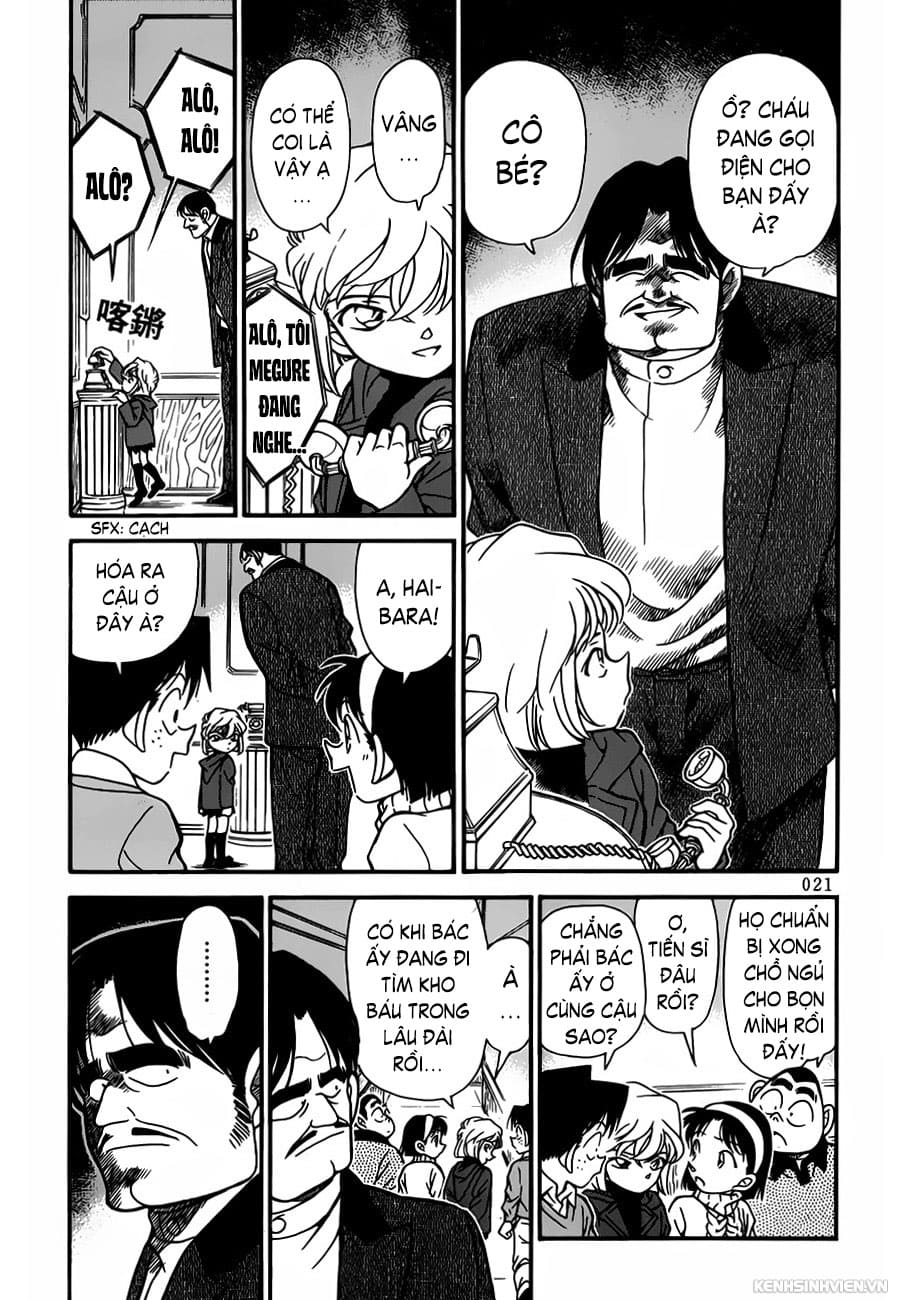 Ồ? CHÁU
ĐANG GỌI
ĐIỆN CHO
BẠN ĐẤY
À?
CÔ
BÉ?
VÂNG
...
CÓ THỂ
COI LÀ
VẬY Ạ
...
ALÔ, TÔI
MEGURE
ĐANG
NGHE...
ALÔ,
ALÔ!
ALÔ?
喀鏘
SFX: CẠCH
A, HAI-
BARA!
HÓA RA
CẬU Ở
ĐÂY À?
021
HỌ CHUẨN
BỊ XONG
CHỖ NGỦ
CHO BỌN
MÌNH RỒI
ĐẤY!
Ơ,
TIẾN SĨ
ĐÂU
RỒI?
CHẲNG
PHẢI BÁC
ẤY Ở
CÙNG CẬU
SAO?
À
...
CÓ KHI BÁC
ẤY ĐANG ĐI
TÌM KHO
BÁU TRONG
LÂU ĐÀI
RỒI...
........
KENHSINHVIEN.VN